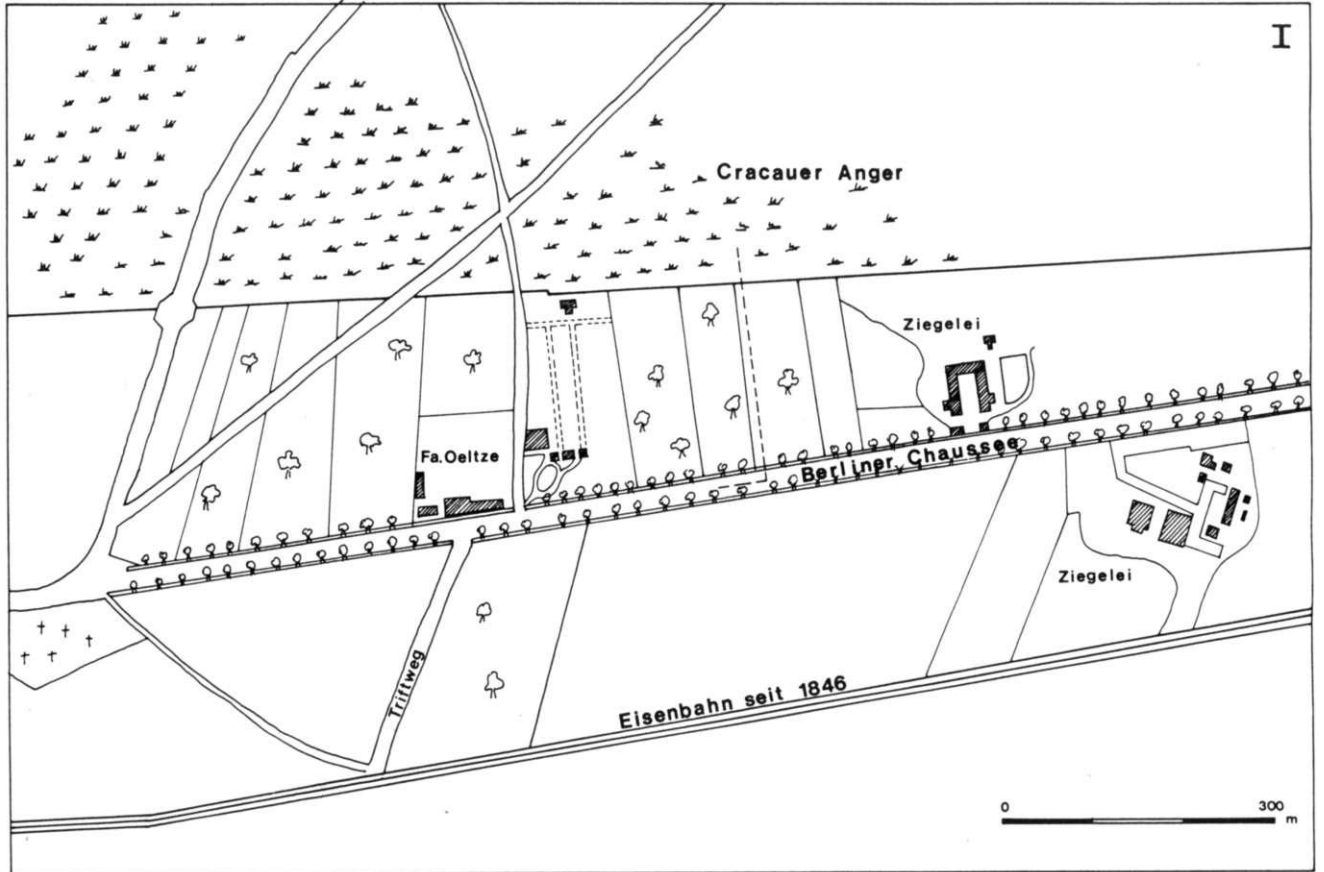 I
Cracauer Anger
Ziegelei
Fa. Oeltze
Berliner Chaussee
Ziegelei
Triftweg
Eisenbahn seit 1846
0 300
m